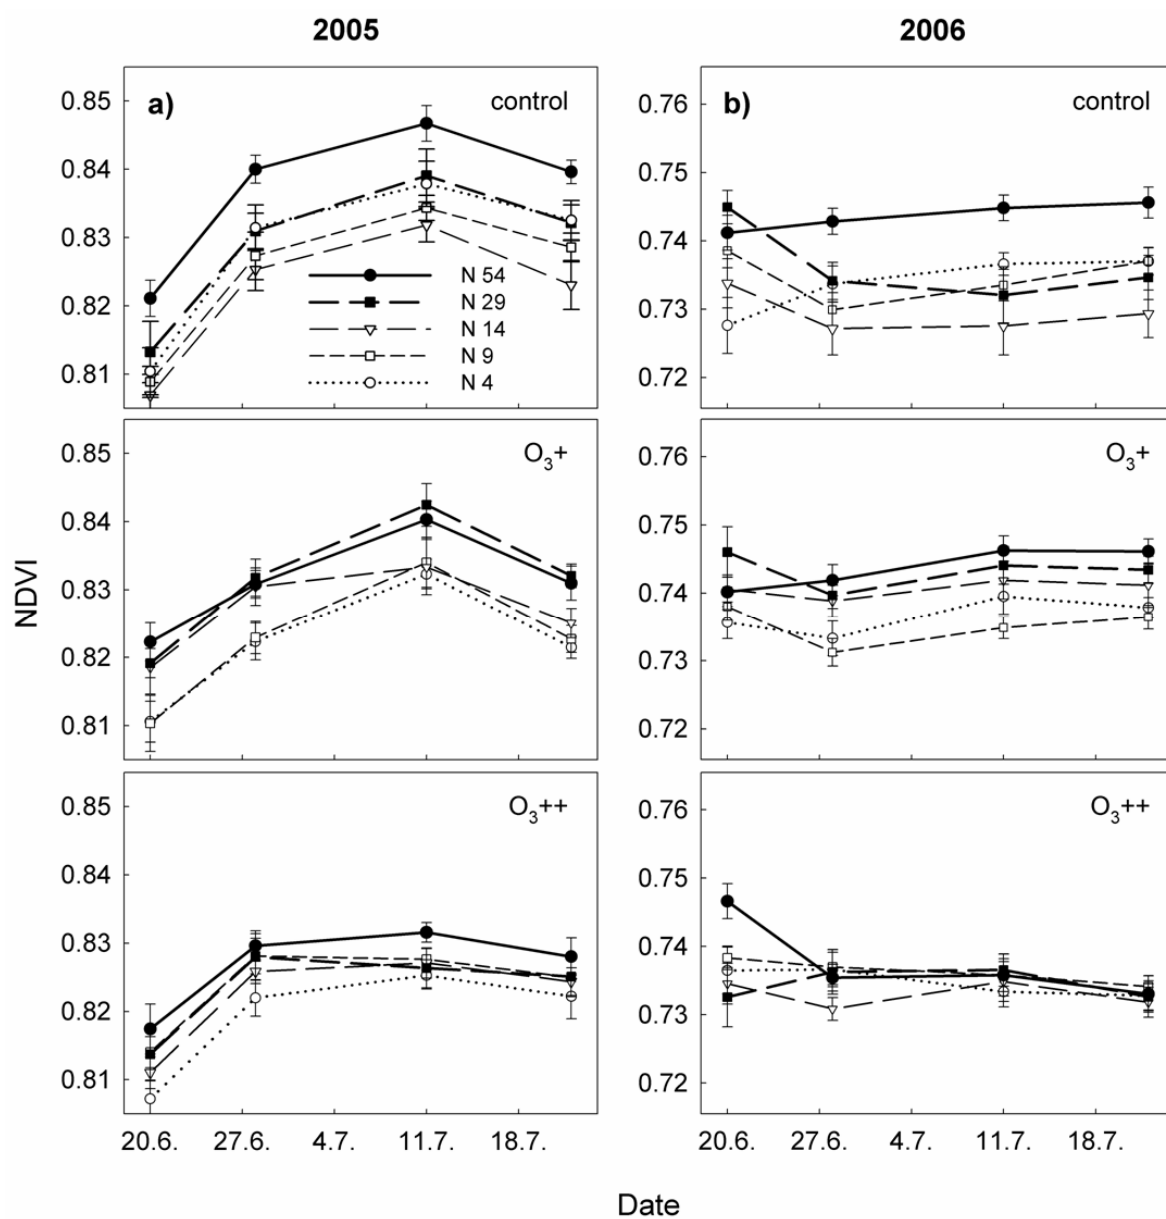 2005
2006
a)
control
0.85
0.84
0.83
0.82
0.81
N 54
N 29
N 14
N 9
N 4
b)
control
0.76
0.75
0.74
0.73
0.72
O₃+
0.85
0.84
0.83
0.82
0.81
O₃+
0.76
0.75
0.74
0.73
0.72
NDVI
O₃++
0.85
0.84
0.83
0.82
0.81
O₃++
0.76
0.75
0.74
0.73
0.72
20.6. 27.6. 4.7. 11.7. 18.7.
20.6. 27.6. 4.7. 11.7. 18.7.
Date